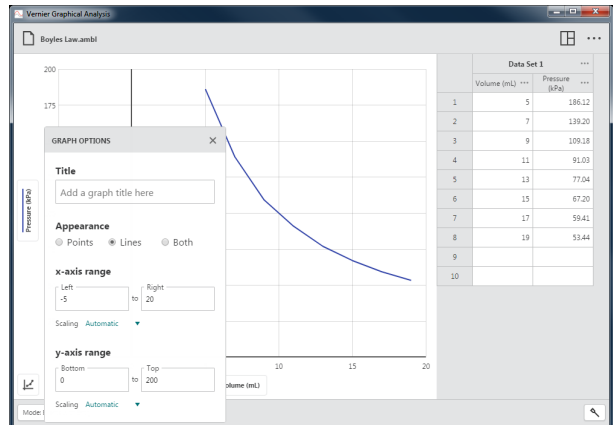 Vernier Graphical Analysis
Boyles Law.ambl
200
175
Pressure (kPa)
10
15
20
GRAPH OPTIONS
Title
Add a graph title here
Appearance
Points
Lines
Both
x-axis range
Left
-5
to
Right
20
Scaling Automatic
y-axis range
Bottom
0
to
Top
200
Scaling Automatic
Mode:
Data Set 1
Volume (mL)
Pressure (kPa)
1 5 186.12
2 7 139.20
3 9 109.18
4 11 91.03
5 13 77.04
6 15 67.20
7 17 59.41
8 19 53.44
9
10